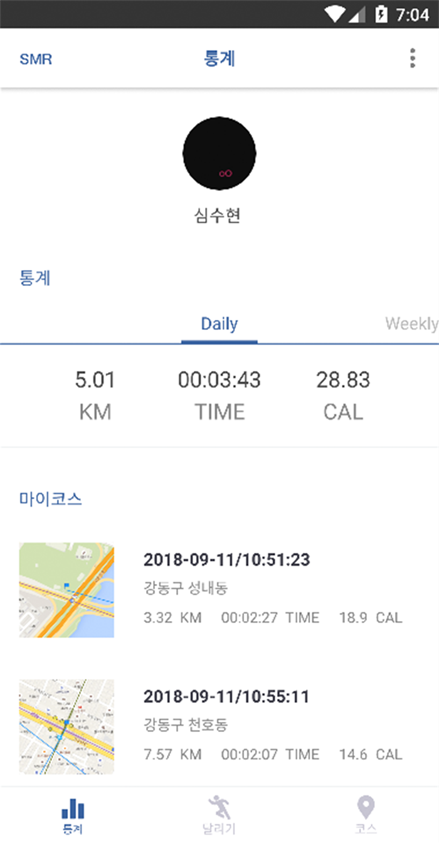 7:04
SMR 통계
심수현
통계
Daily Weekly
5.01 00:03:43 28.83
KM TIME CAL
마이코스
2018-09-11/10:51:23
강동구 성내동
3.32 KM 00:02:27 TIME 18.9 CAL
2018-09-11/10:55:11
강동구 천호동
7.57 KM 00:02:07 TIME 14.6 CAL
통계 날리기 코스